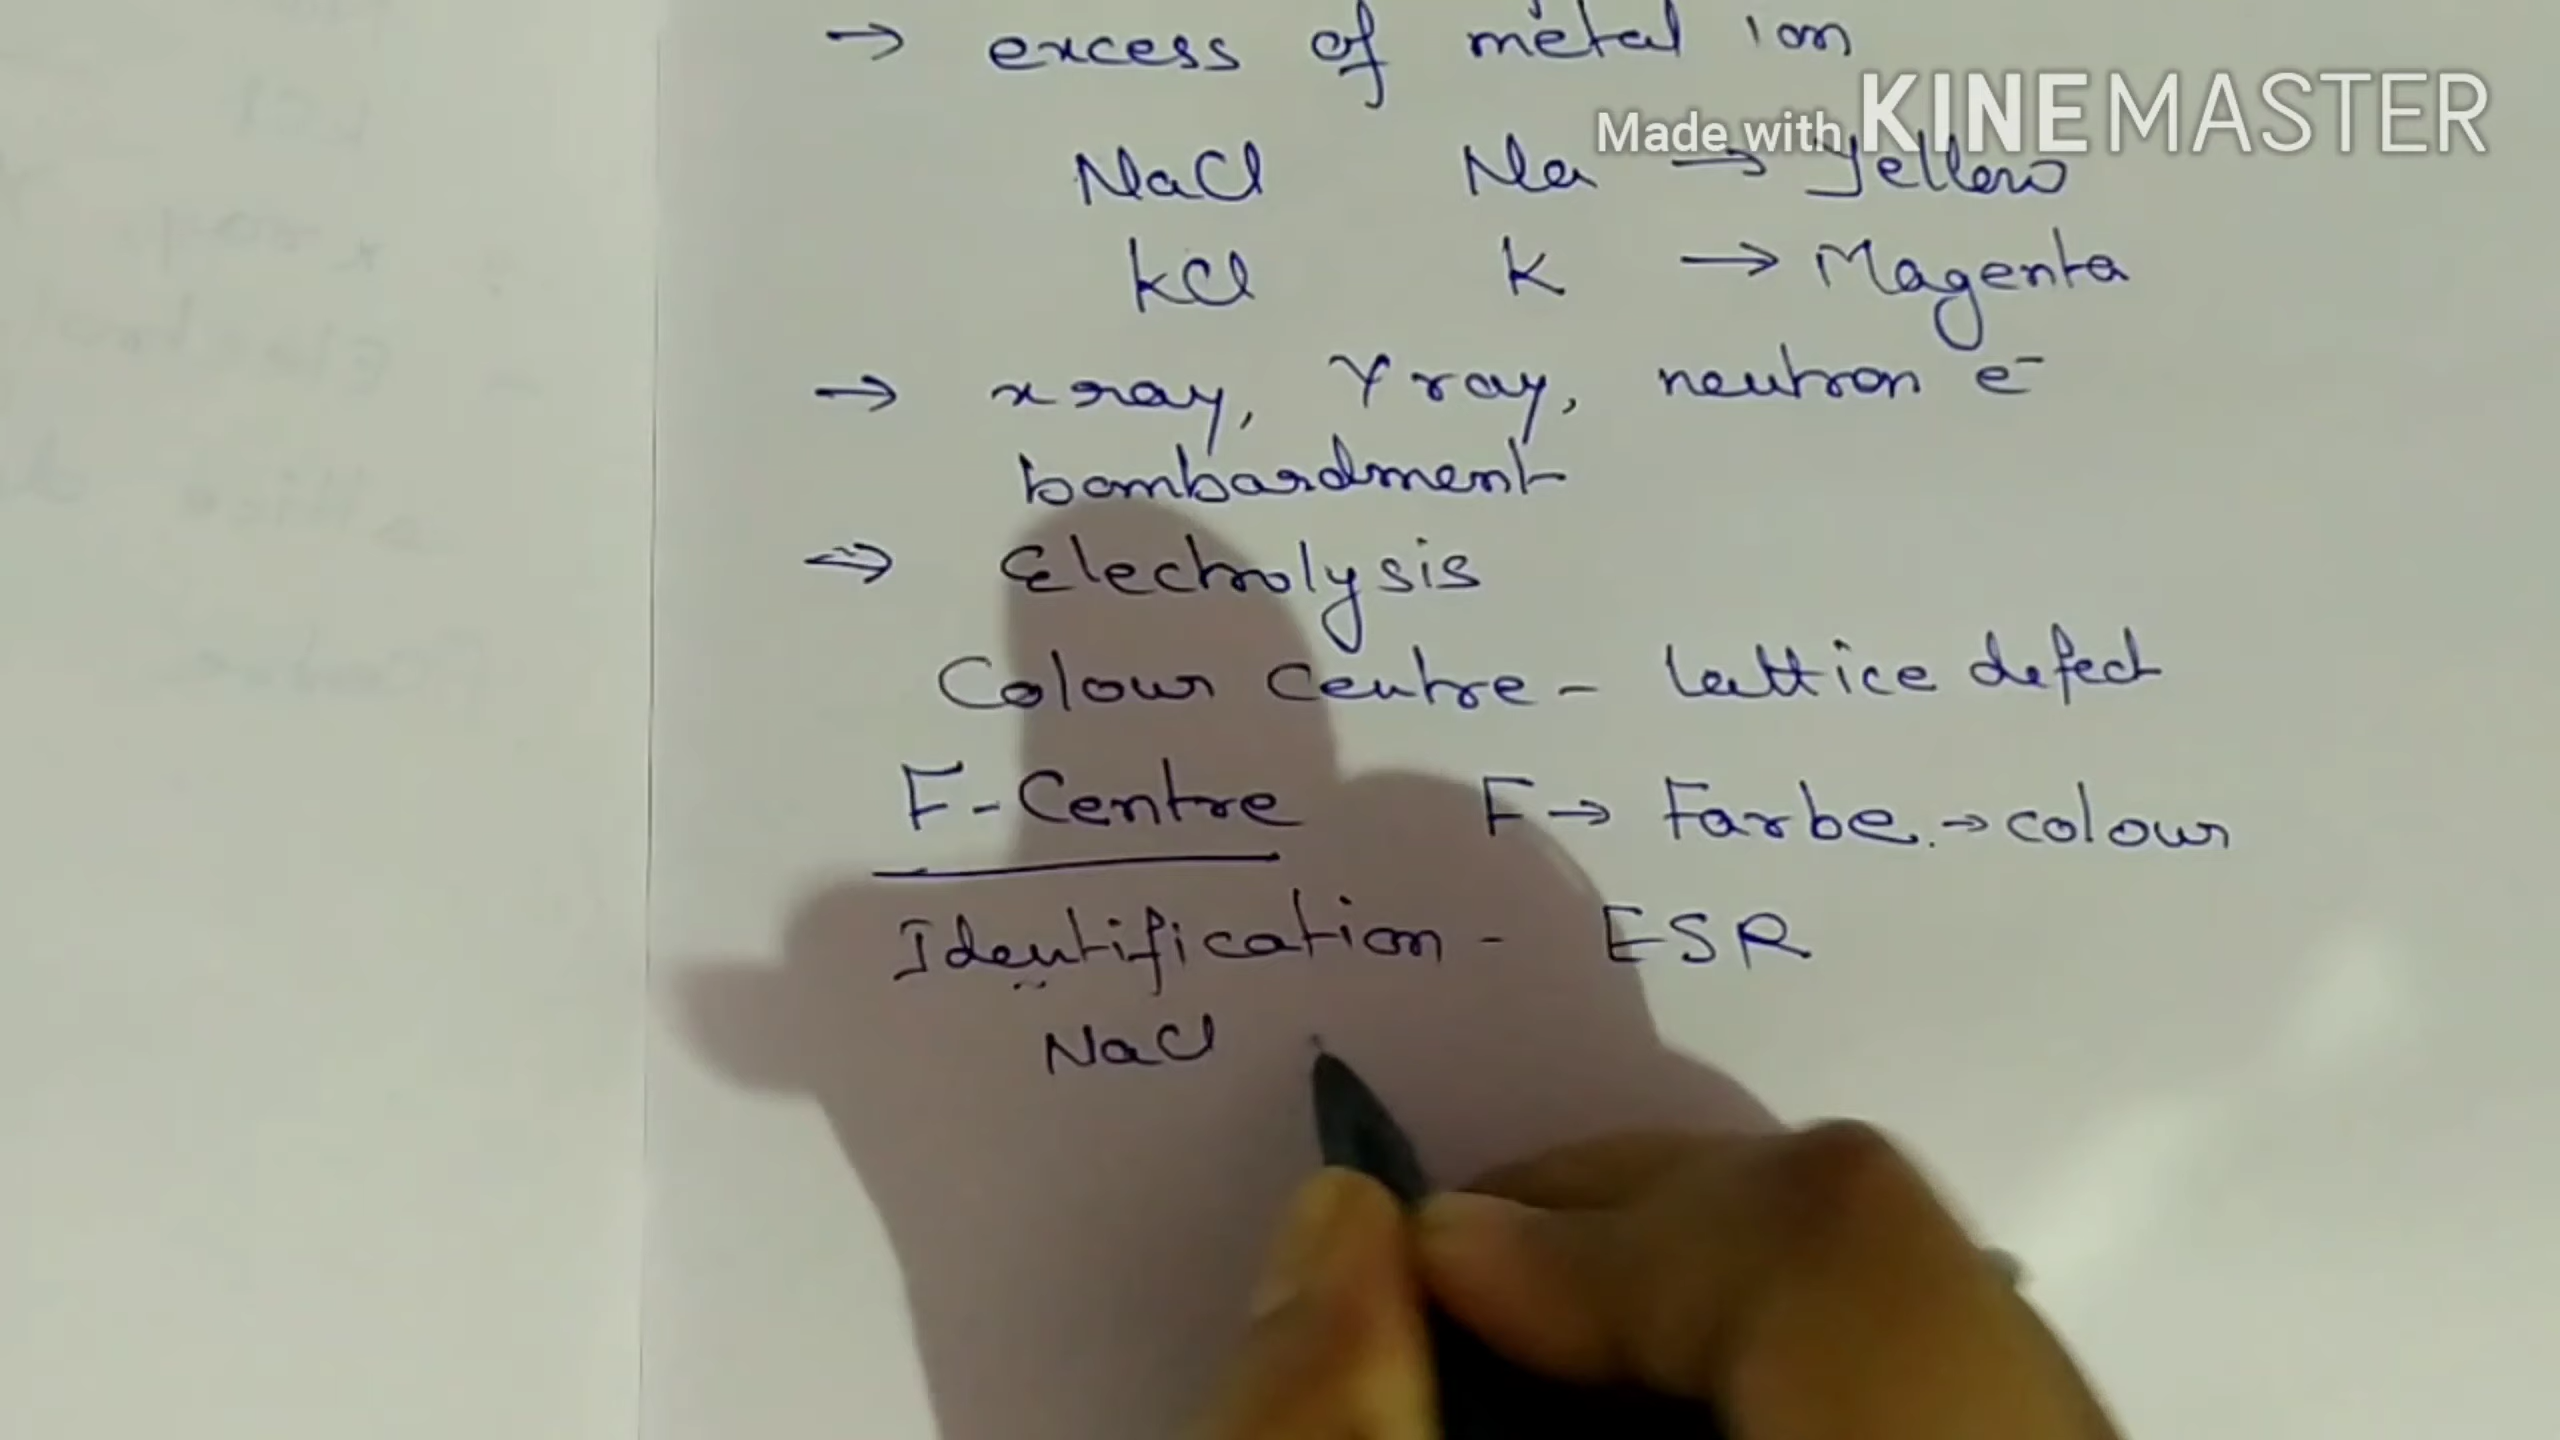 → excess of metal ion
Made with KINEMASTER
NaCl Na → Yellow
KCl K → Magenta
→ x ray, γ ray, neutron e⁻
bombardment
⇒ Electrolysis
Colour Centre - lattice defect
F-Centre F → Farbe. → colour
Identification - ESR
NaCl